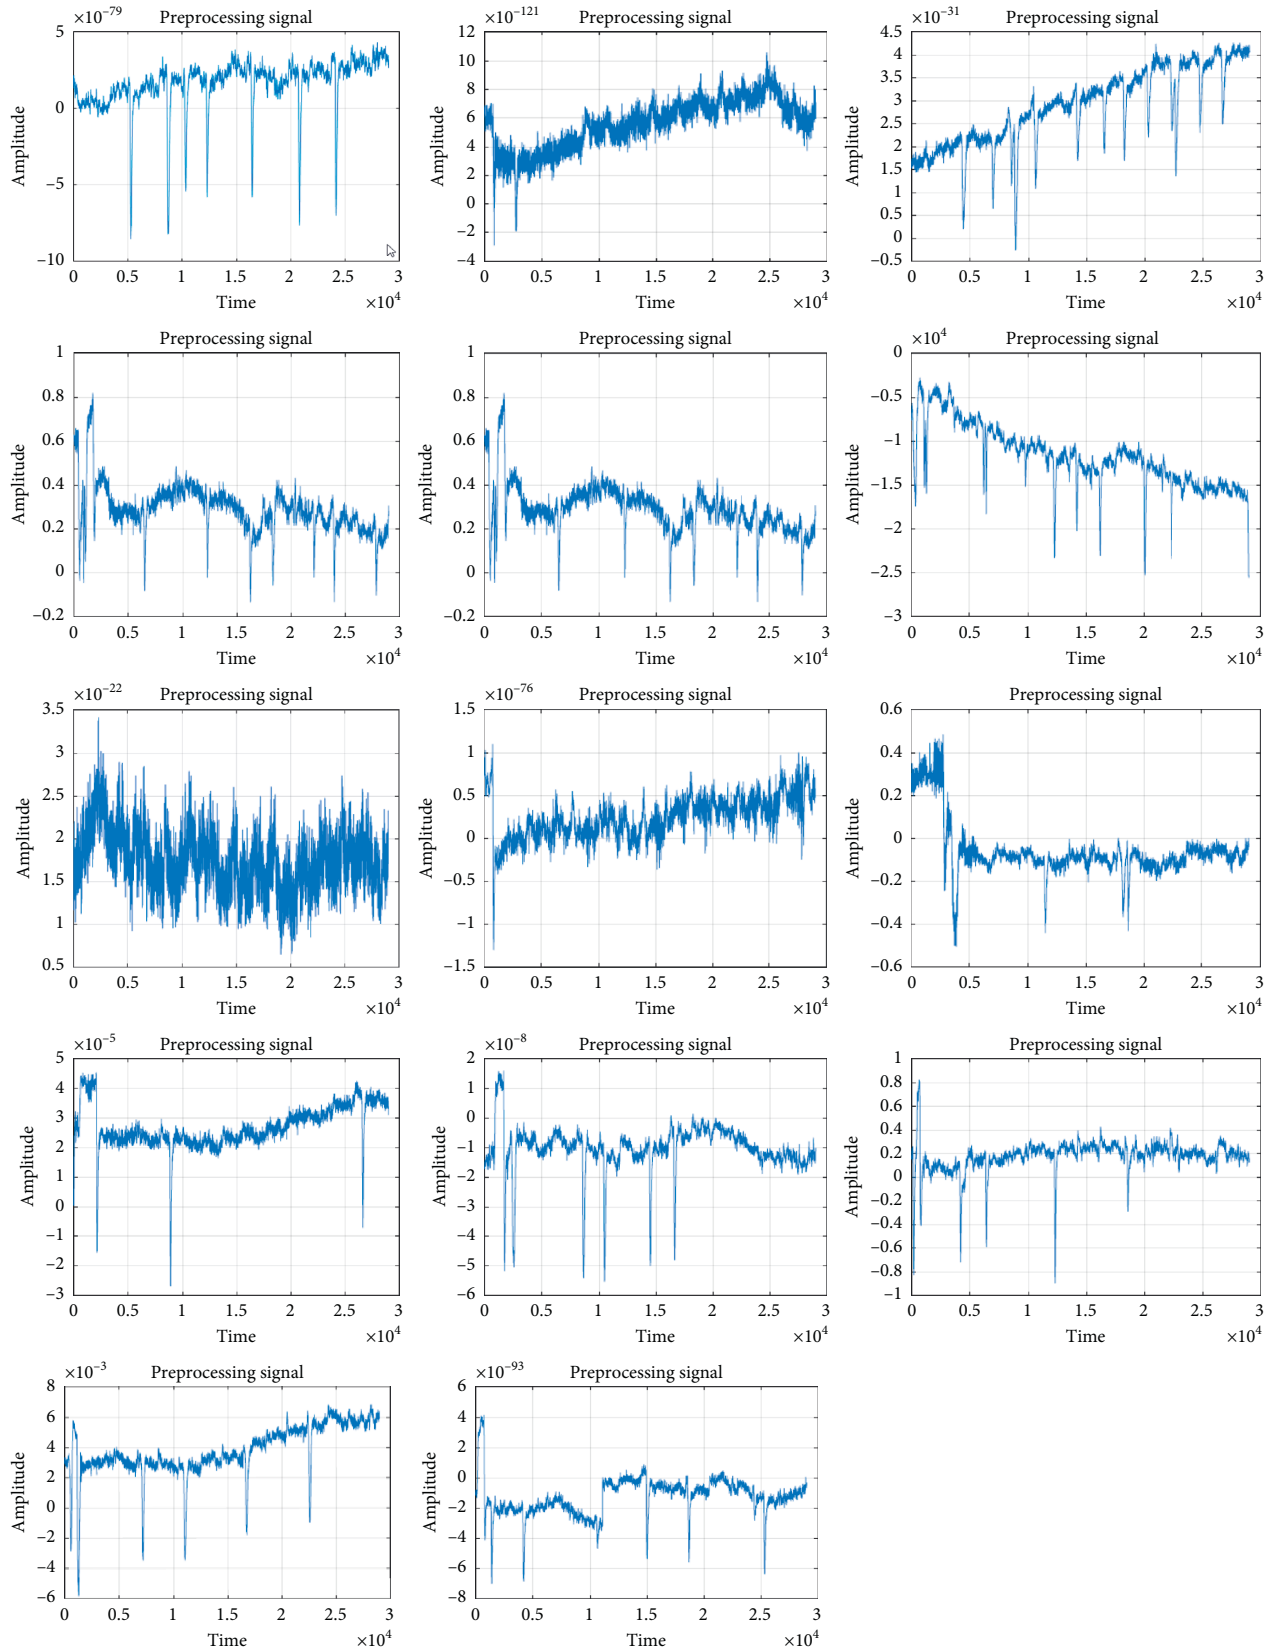 ×10⁻⁷⁹ Preprocessing signal
5
0
−5
−10
Amplitude
0 0.5 1 1.5 2 2.5 3
Time ×10⁴
×10⁻¹²¹ Preprocessing signal
12
10
8
6
4
2
0
−2
−4
Amplitude
0 0.5 1 1.5 2 2.5 3
Time ×10⁴
×10⁻³¹ Preprocessing signal
4.5
4
3.5
3
2.5
2
1.5
1
0.5
0
−0.5
Amplitude
0 0.5 1 1.5 2 2.5 3
Time ×10⁴
Preprocessing signal
1
0.8
0.6
0.4
0.2
0
−0.2
Amplitude
0 0.5 1 1.5 2 2.5 3
Time ×10⁴
Preprocessing signal
1
0.8
0.6
0.4
0.2
0
−0.2
Amplitude
0 0.5 1 1.5 2 2.5 3
Time ×10⁴
×10⁴ Preprocessing signal
0
−0.5
−1
−1.5
−2
−2.5
−3
Amplitude
0 0.5 1 1.5 2 2.5 3
Time ×10⁴
×10⁻²² Preprocessing signal
3.5
3
2.5
2
1.5
1
0.5
Amplitude
0 0.5 1 1.5 2 2.5 3
Time ×10⁴
×10⁻⁷⁶ Preprocessing signal
1.5
1
0.5
0
−0.5
−1
−1.5
Amplitude
0 0.5 1 1.5 2 2.5 3
Time ×10⁴
Preprocessing signal
0.6
0.4
0.2
0
−0.2
−0.4
−0.6
Amplitude
0 0.5 1 1.5 2 2.5 3
Time ×10⁴
×10⁻⁵ Preprocessing signal
5
4
3
2
1
0
−1
−2
−3
Amplitude
0 0.5 1 1.5 2 2.5 3
Time ×10⁴
×10⁻⁸ Preprocessing signal
2
1
0
−1
−2
−3
−4
−5
−6
Amplitude
0 0.5 1 1.5 2 2.5 3
Time ×10⁴
Preprocessing signal
1
0.8
0.6
0.4
0.2
0
−0.2
−0.4
−0.6
−0.8
−1
Amplitude
0 0.5 1 1.5 2 2.5 3
Time ×10⁴
×10⁻³ Preprocessing signal
8
6
4
2
0
−2
−4
−6
Amplitude
0 0.5 1 1.5 2 2.5 3
Time ×10⁴
×10⁻⁹³ Preprocessing signal
6
4
2
0
−2
−4
−6
−8
Amplitude
0 0.5 1 1.5 2 2.5 3
Time ×10⁴